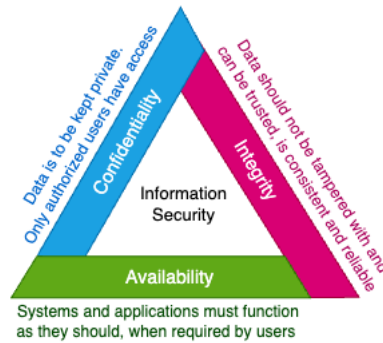 Data is to be kept private.
Only authorized users have access
Confidentiality
Data should not be tampered with and
can be trusted, is consistent and reliable
Integrity
Information
Security
Availability
Systems and applications must function
as they should, when required by users